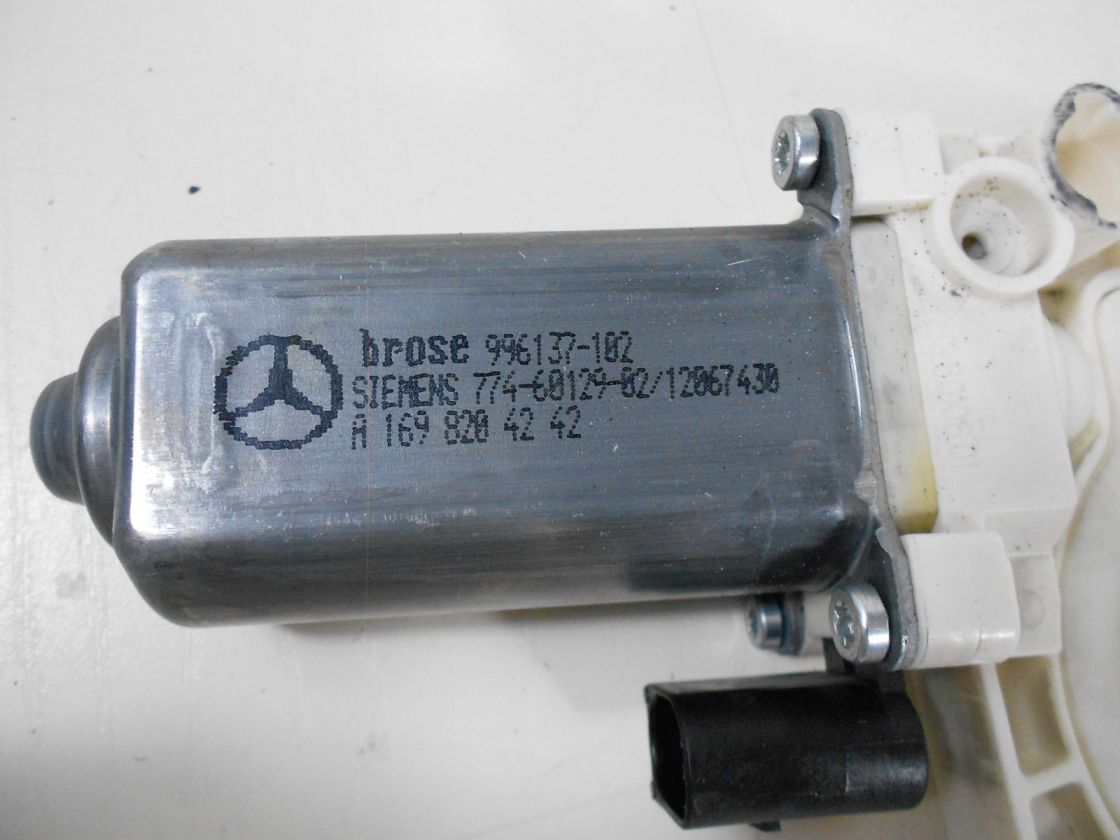 brose 996137-102
SIEMENS 774-60129-02/12067430
A 169 820 42 42